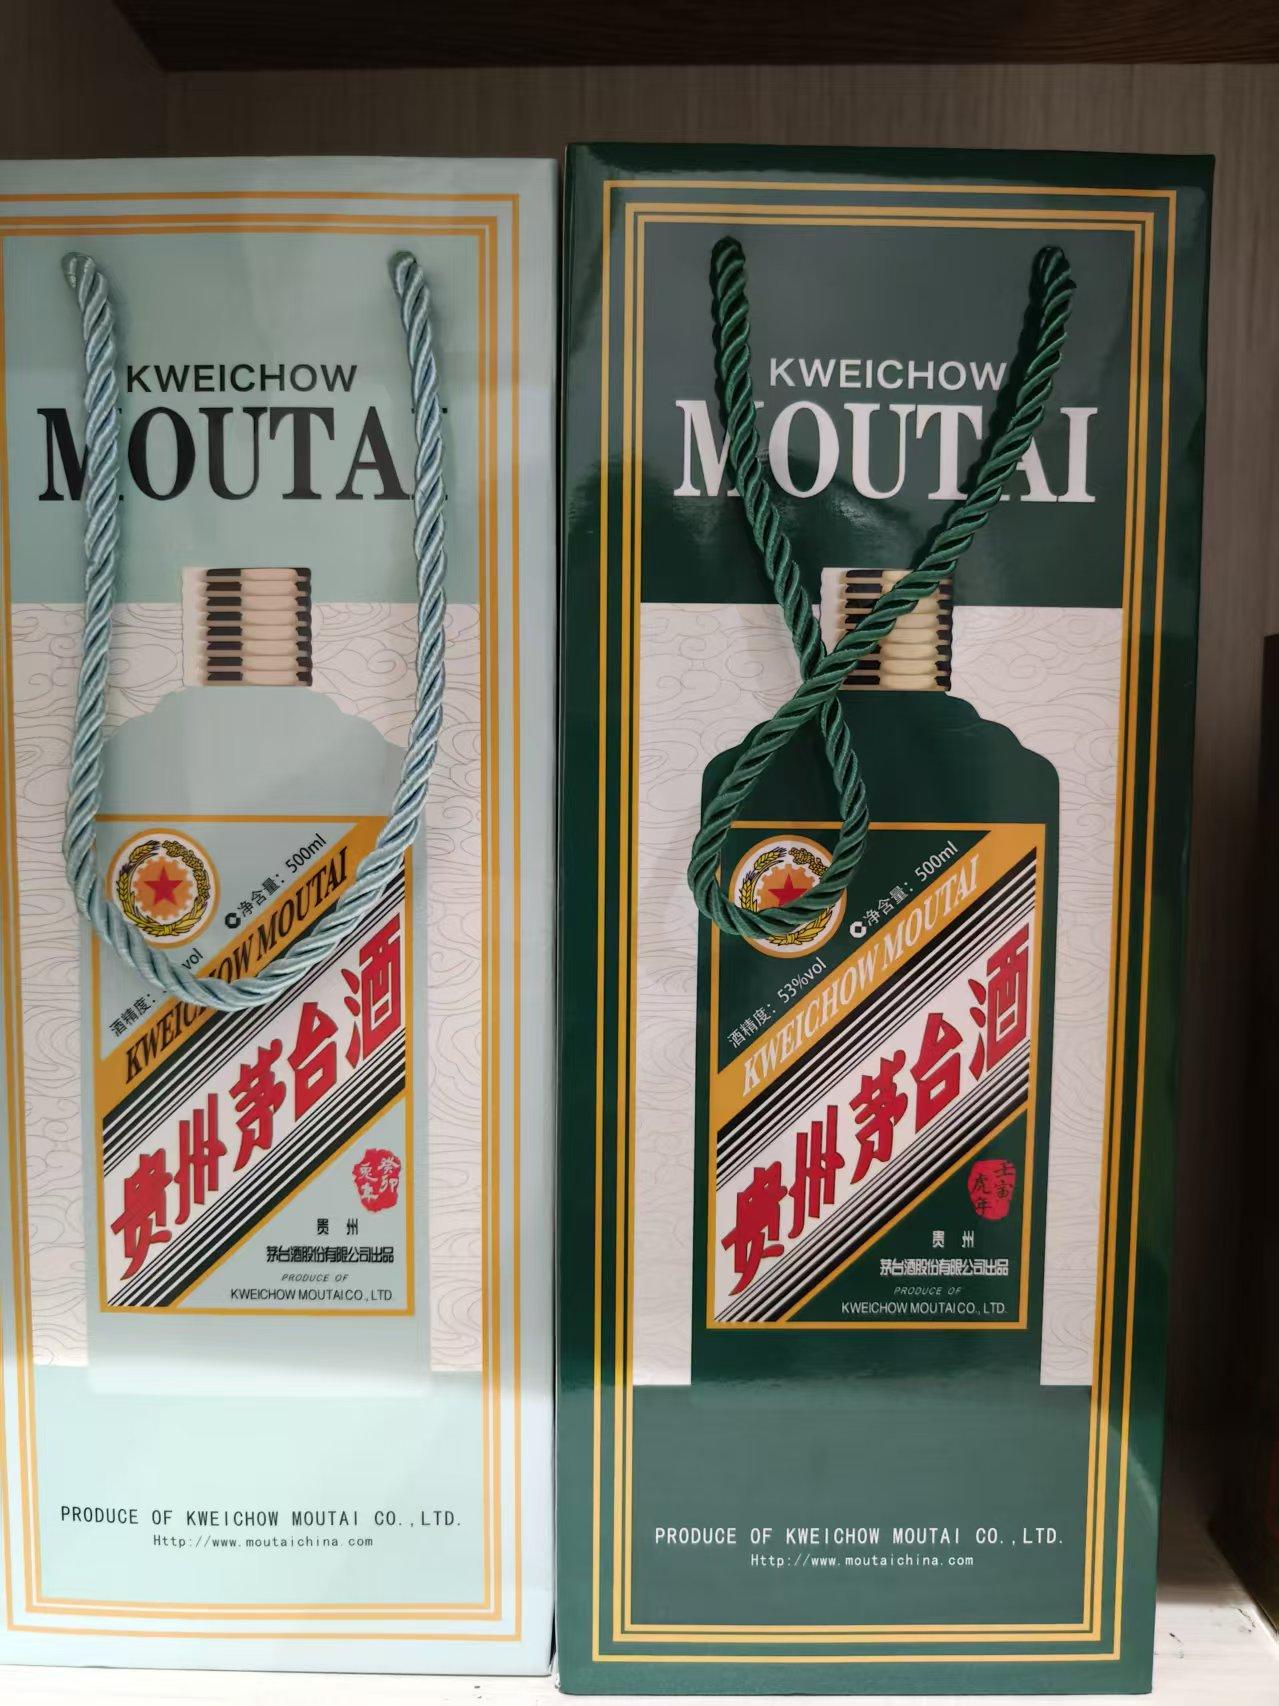 KWEICHOW
MOUTA
净含量：500ml
酒精度：
vol
KWEIC
OW MOUTAI
贵州茅台酒
癸卯
兔年
贵 州
茅台酒股份有限公司出品
PRODUCE OF
KWEICHOW MOUTAI CO., LTD.
PRODUCE OF KWEICHOW MOUTAI CO.,LTD.
Http://www.moutaichina.com
KWEICHOW
MOUTAI
净含量：500ml
酒精度：53%vol
KWEICHOW MOUTAI
贵州茅台酒
壬寅
虎年
贵 州
茅台酒股份有限公司出品
PRODUCE OF
KWEICHOW MOUTAI CO., LTD.
PRODUCE OF KWEICHOW MOUTAI CO.,LTD.
Http://www.moutaichina.com